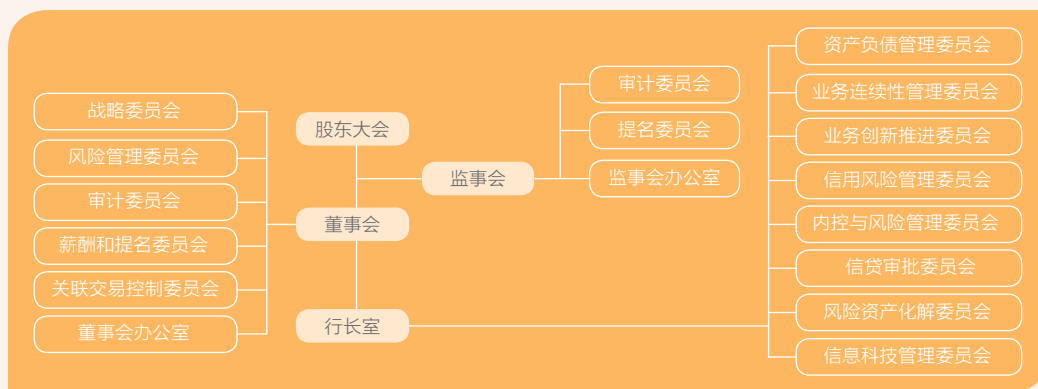 战略委员会
风险管理委员会
审计委员会
薪酬和提名委员会
关联交易控制委员会
董事会办公室
股东大会
董事会
行长室
监事会
审计委员会
提名委员会
监事会办公室
资产负债管理委员会
业务连续性管理委员会
业务创新推进委员会
信用风险管理委员会
内控与风险管理委员会
信贷审批委员会
风险资产化解委员会
信息科技管理委员会